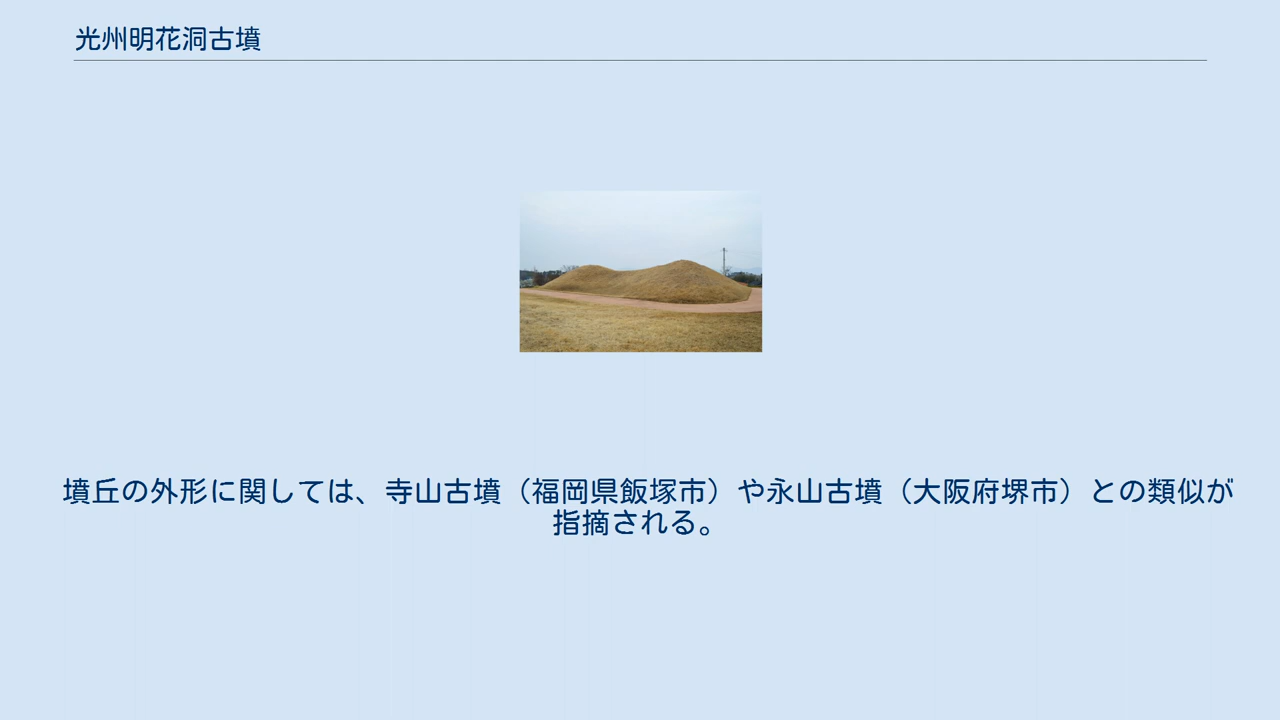 光州明花洞古墳
墳丘の外形に関しては、寺山古墳（福岡県飯塚市）や永山古墳（大阪府堺市）との類似が
指摘される。